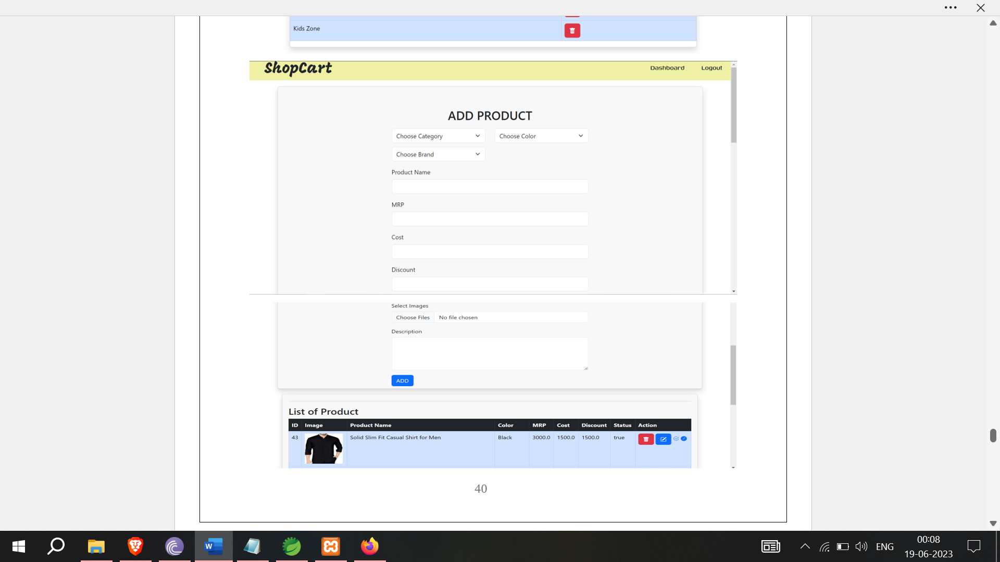 Kids Zone
ShopCart
Dashboard Logout
ADD PRODUCT
Choose Category Choose Color
Choose Brand
Product Name
MRP
Cost
Discount
Select Images
Choose Files No file chosen
Description
ADD
List of Product
ID Image Product Name Color MRP Cost Discount Status Action
43 Solid Slim Fit Casual Shirt for Men Black 3000.0 1500.0 1500.0 true
40
W
ENG
00:08
19-06-2023